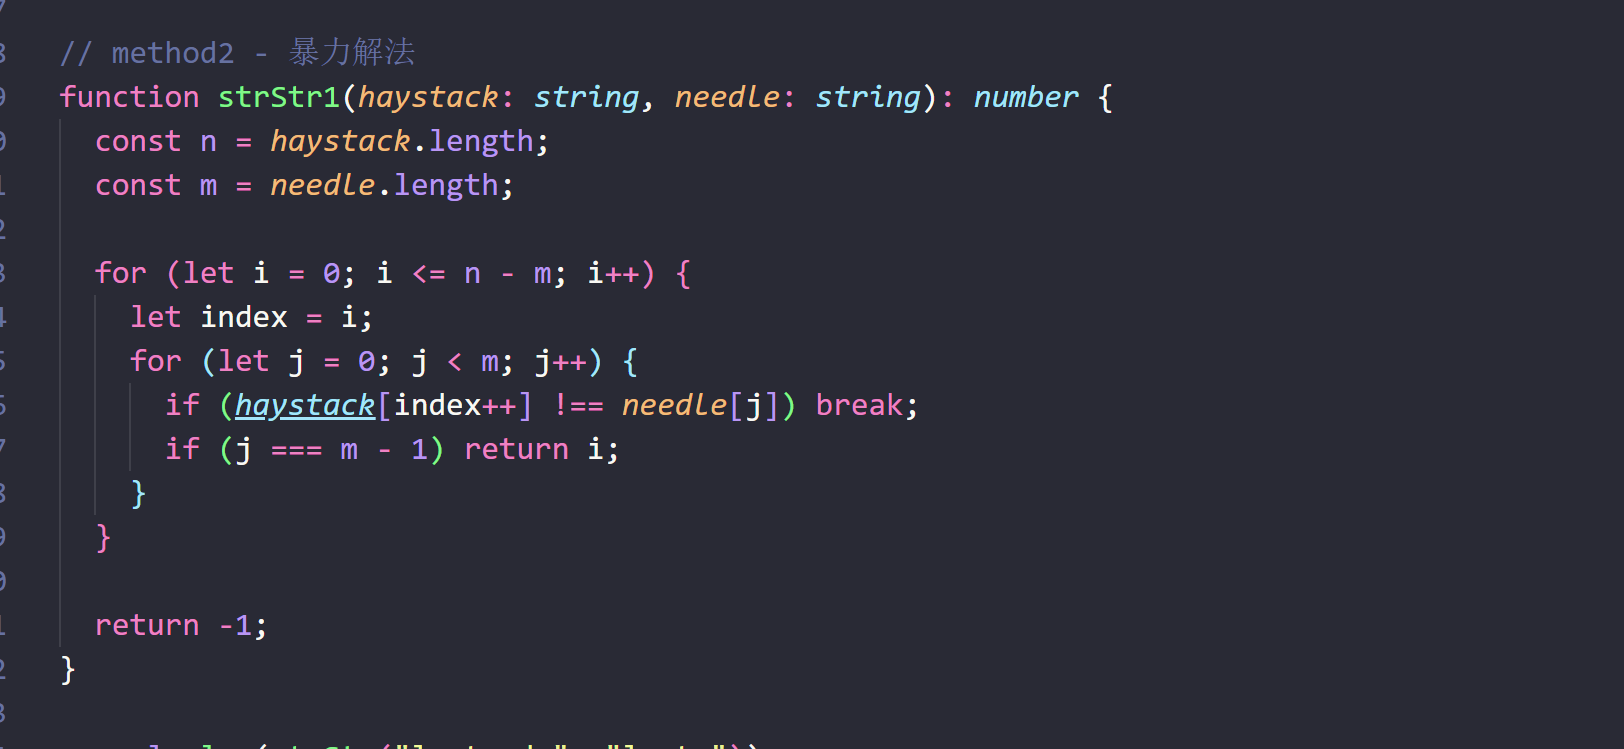 // method2 - 暴力解法
function strStr1(haystack: string, needle: string): number {
  const n = haystack.length;
  const m = needle.length;

  for (let i = 0; i <= n - m; i++) {
    let index = i;
    for (let j = 0; j < m; j++) {
      if (haystack[index++] !== needle[j]) break;
      if (j === m - 1) return i;
    }
  }

  return -1;
}